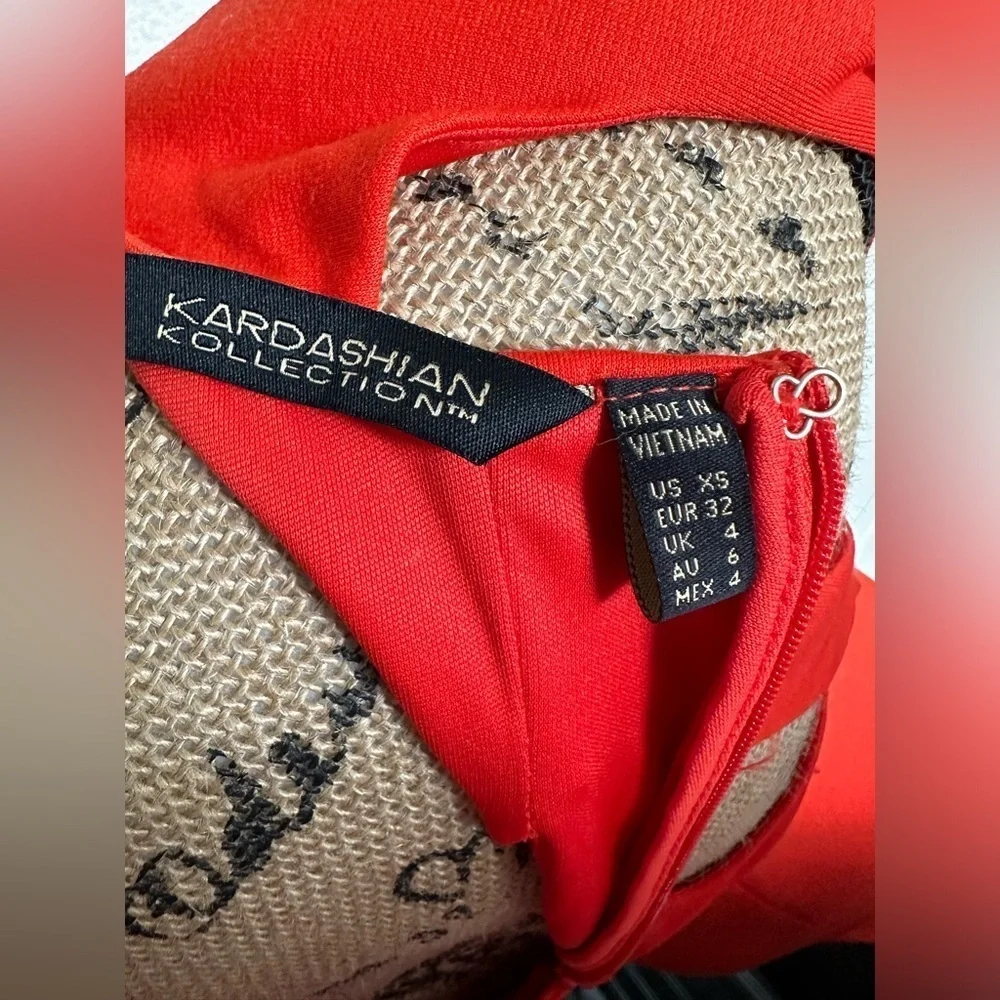 KARDASHIAN
KOLLECTION™
MADE IN
VIETNAM
US XS
EUR 32
UK 4
AU 6
MEX 4